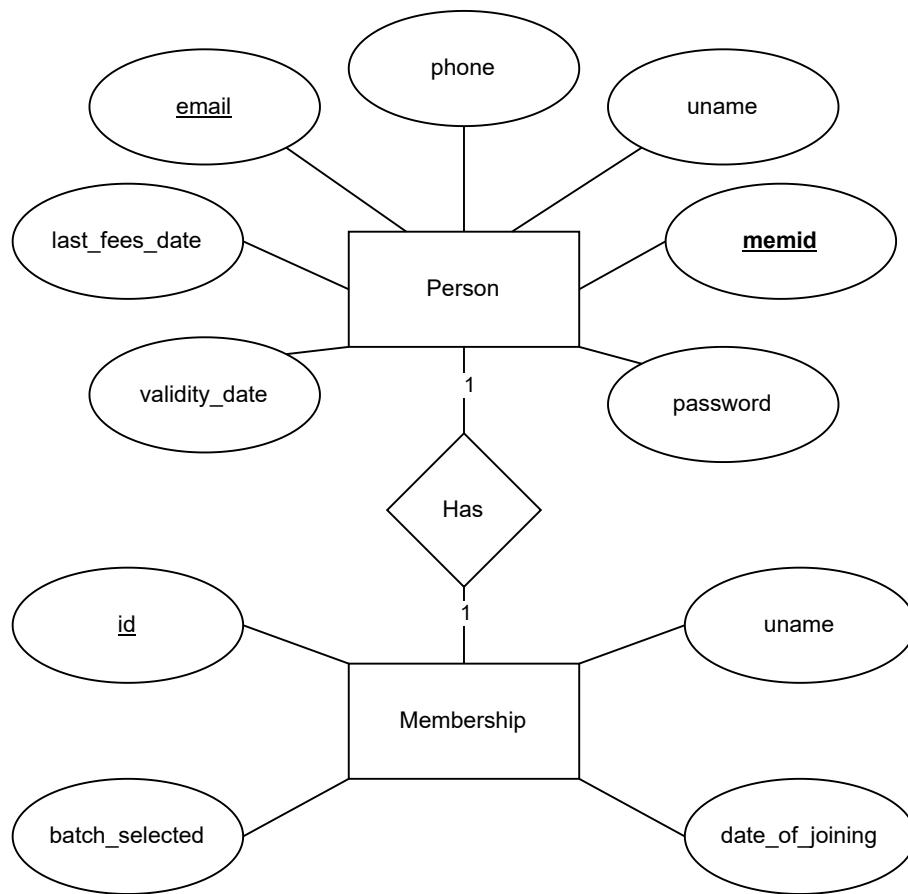 phone
email
uname
last_fees_date
memid
Person
validity_date
password
1
Has
1
id
uname
Membership
batch_selected
date_of_joining